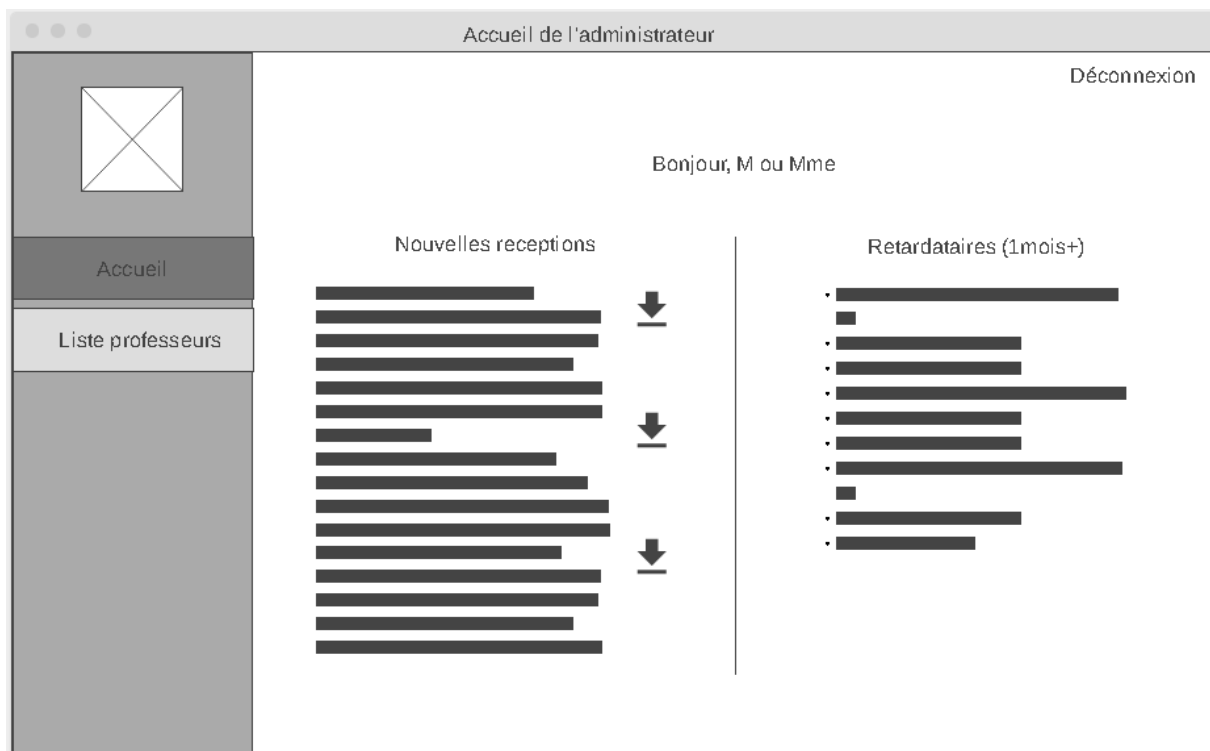 Accueil de l'administrateur
Déconnexion
Bonjour, M ou Mme
Accueil
Liste professeurs
Nouvelles receptions
Retardataires (1mois+)